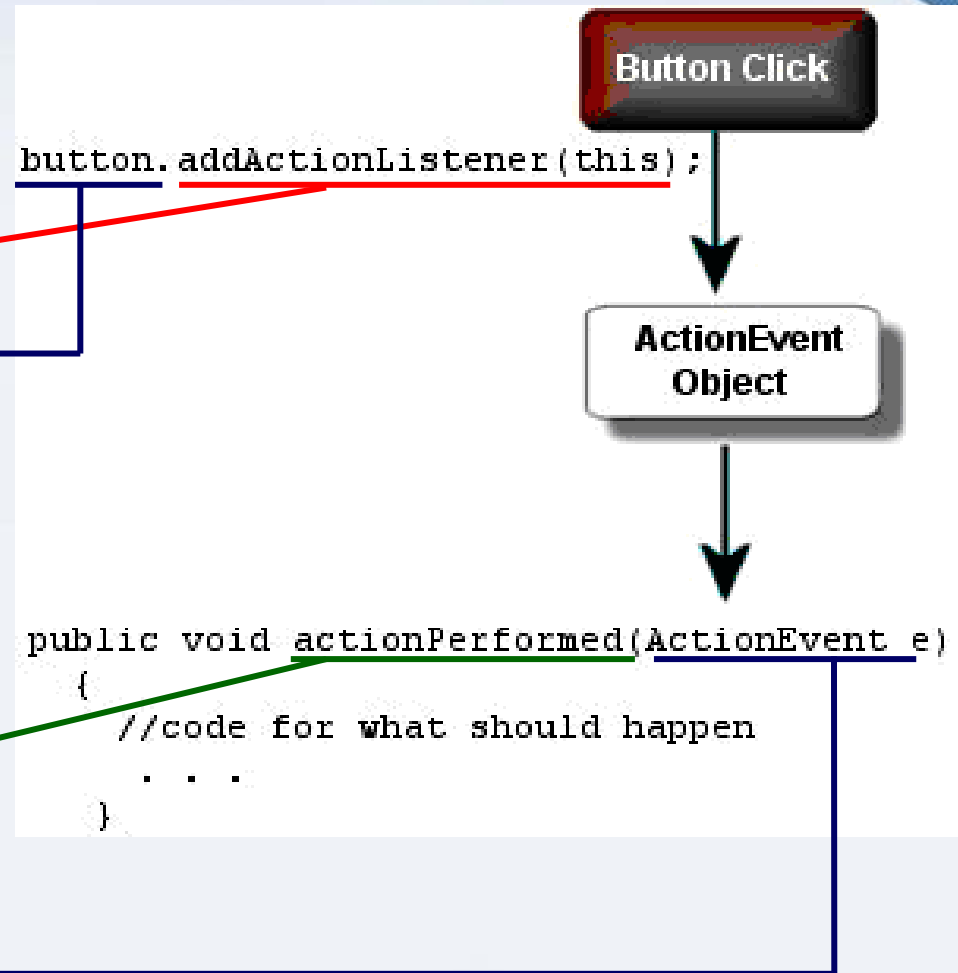 Button Click
button.addActionListener(this);
ActionEvent
Object
public void actionPerformed(ActionEvent e)
{
//code for what should happen
. . .
}